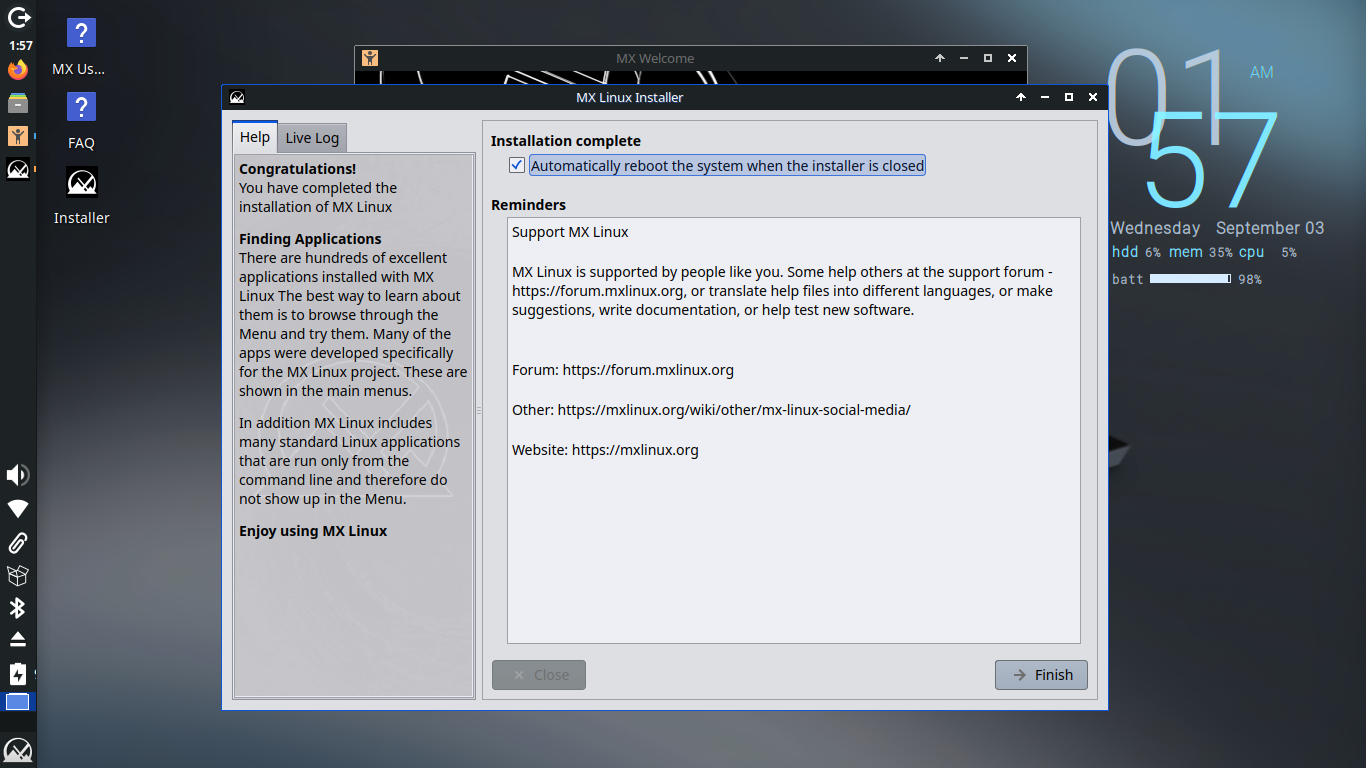 1:57
MX Us...
FAQ
Installer
MX Welcome
MX Linux Installer
Help
Live Log
Congratulations!
You have completed the
installation of MX Linux
Finding Applications
There are hundreds of excellent
applications installed with MX
Linux The best way to learn about
them is to browse through the
Menu and try them. Many of the
apps were developed specifically
for the MX Linux project. These are
shown in the main menus.
In addition MX Linux includes
many standard Linux applications
that are run only from the
command line and therefore do
not show up in the Menu.
Enjoy using MX Linux
Installation complete
Automatically reboot the system when the installer is closed
Reminders
Support MX Linux
MX Linux is supported by people like you. Some help others at the support forum -
https://forum.mxlinux.org, or translate help files into different languages, or make
suggestions, write documentation, or help test new software.
Forum: https://forum.mxlinux.org
Other: https://mxlinux.org/wiki/other/mx-linux-social-media/
Website: https://mxlinux.org
Close
Finish
01 AM
57
Wednesday September 03
hdd 6% mem 35% cpu 5%
batt 98%